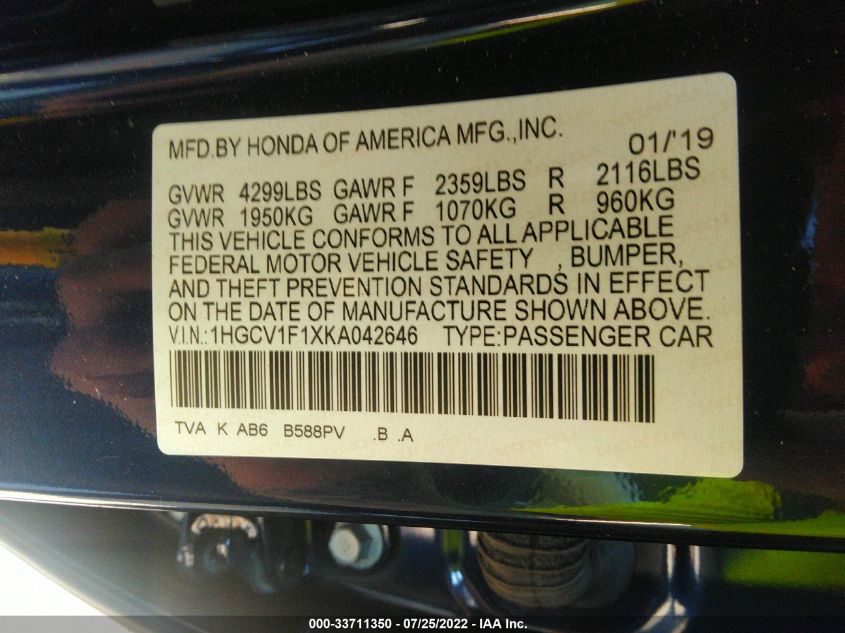 MFD.BY HONDA OF AMERICA MFG.,INC. 01/'19
GVWR 4299LBS GAWR F 2359LBS R 2116LBS
GVWR 1950KG GAWR F 1070KG R 960KG
THIS VEHICLE CONFORMS TO ALL APPLICABLE
FEDERAL MOTOR VEHICLE SAFETY , BUMPER,
AND THEFT PREVENTION STANDARDS IN EFFECT
ON THE DATE OF MANUFACTURE SHOWN ABOVE.
V.I.N.:1HGCV1F1XKA042646 TYPE:PASSENGER CAR
TVA K AB6 B588PV .B .A
000-33711350 - 07/25/2022 - IAA Inc.